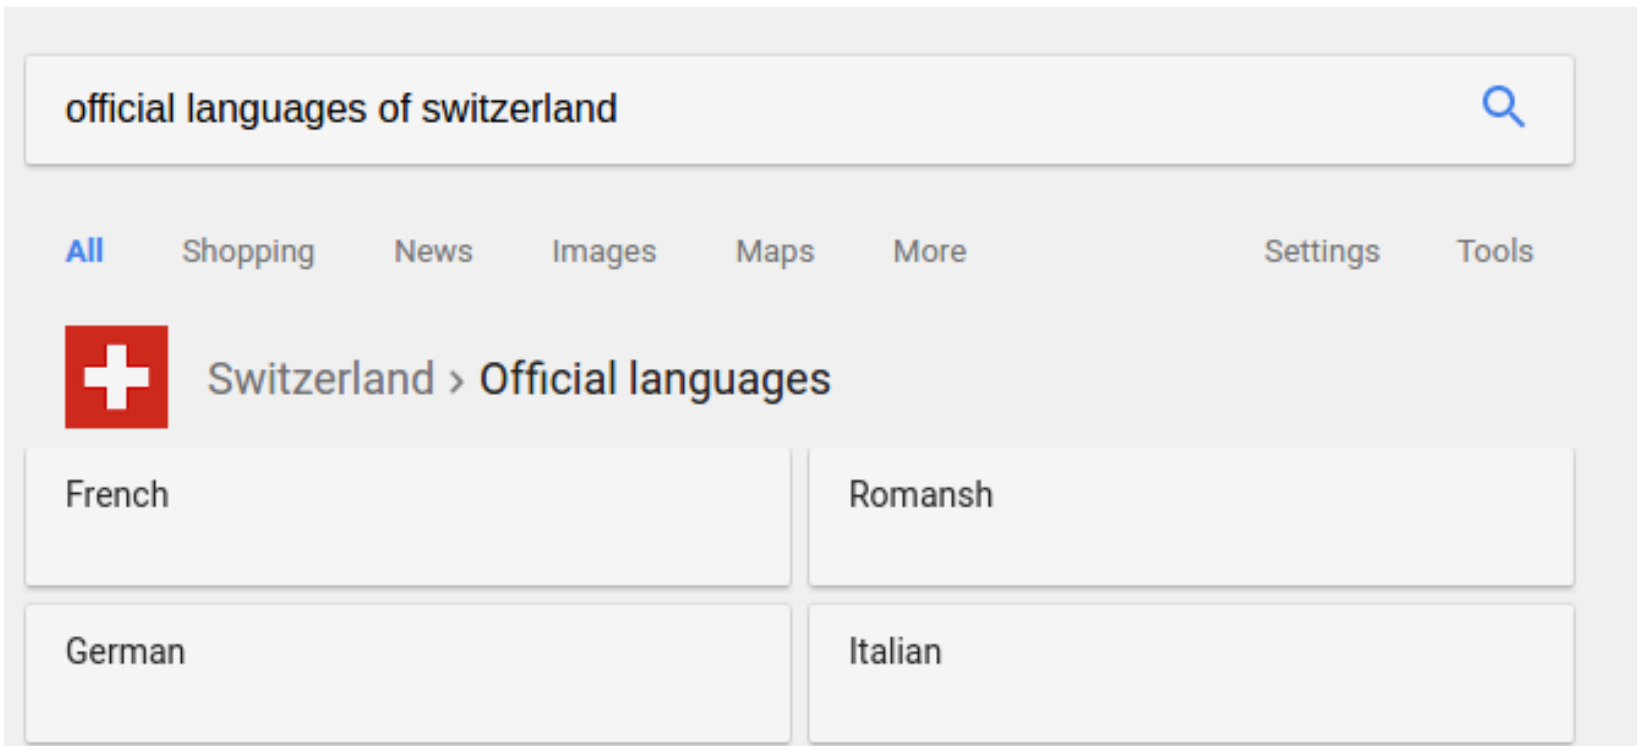 official languages of switzerland
All Shopping News Images Maps More Settings Tools
Switzerland › Official languages
French Romansh
German Italian